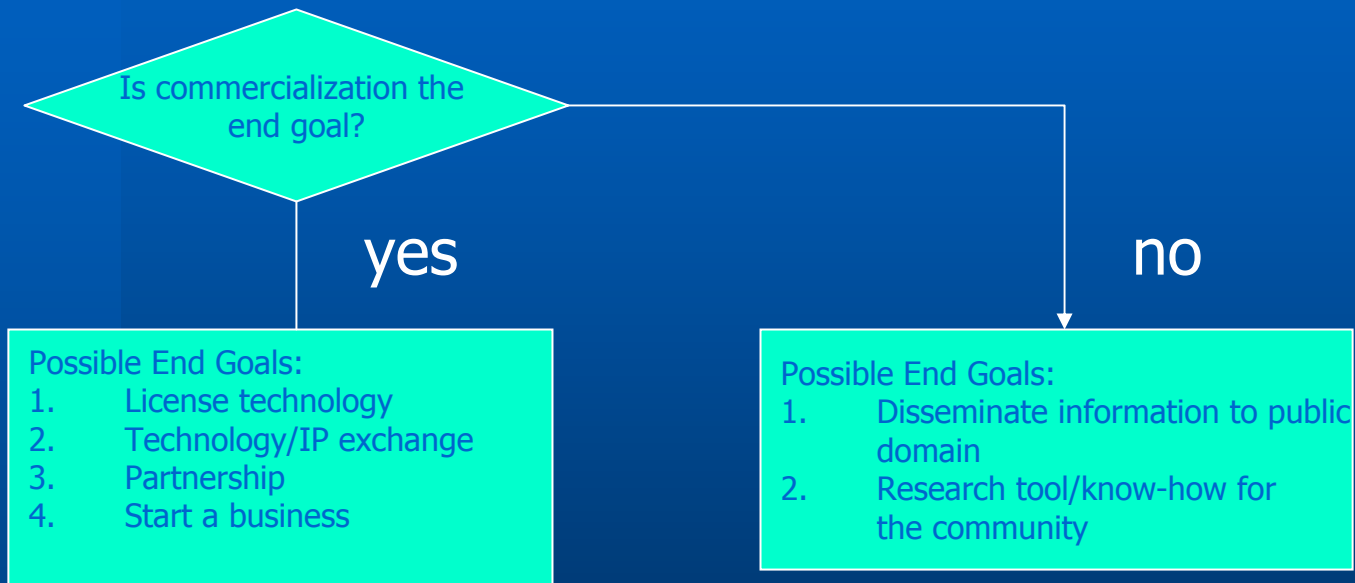 Is commercialization the
end goal?
yes
no
Possible End Goals:
1. License technology
2. Technology/IP exchange
3. Partnership
4. Start a business
Possible End Goals:
1. Disseminate information to public
domain
2. Research tool/know-how for
the community